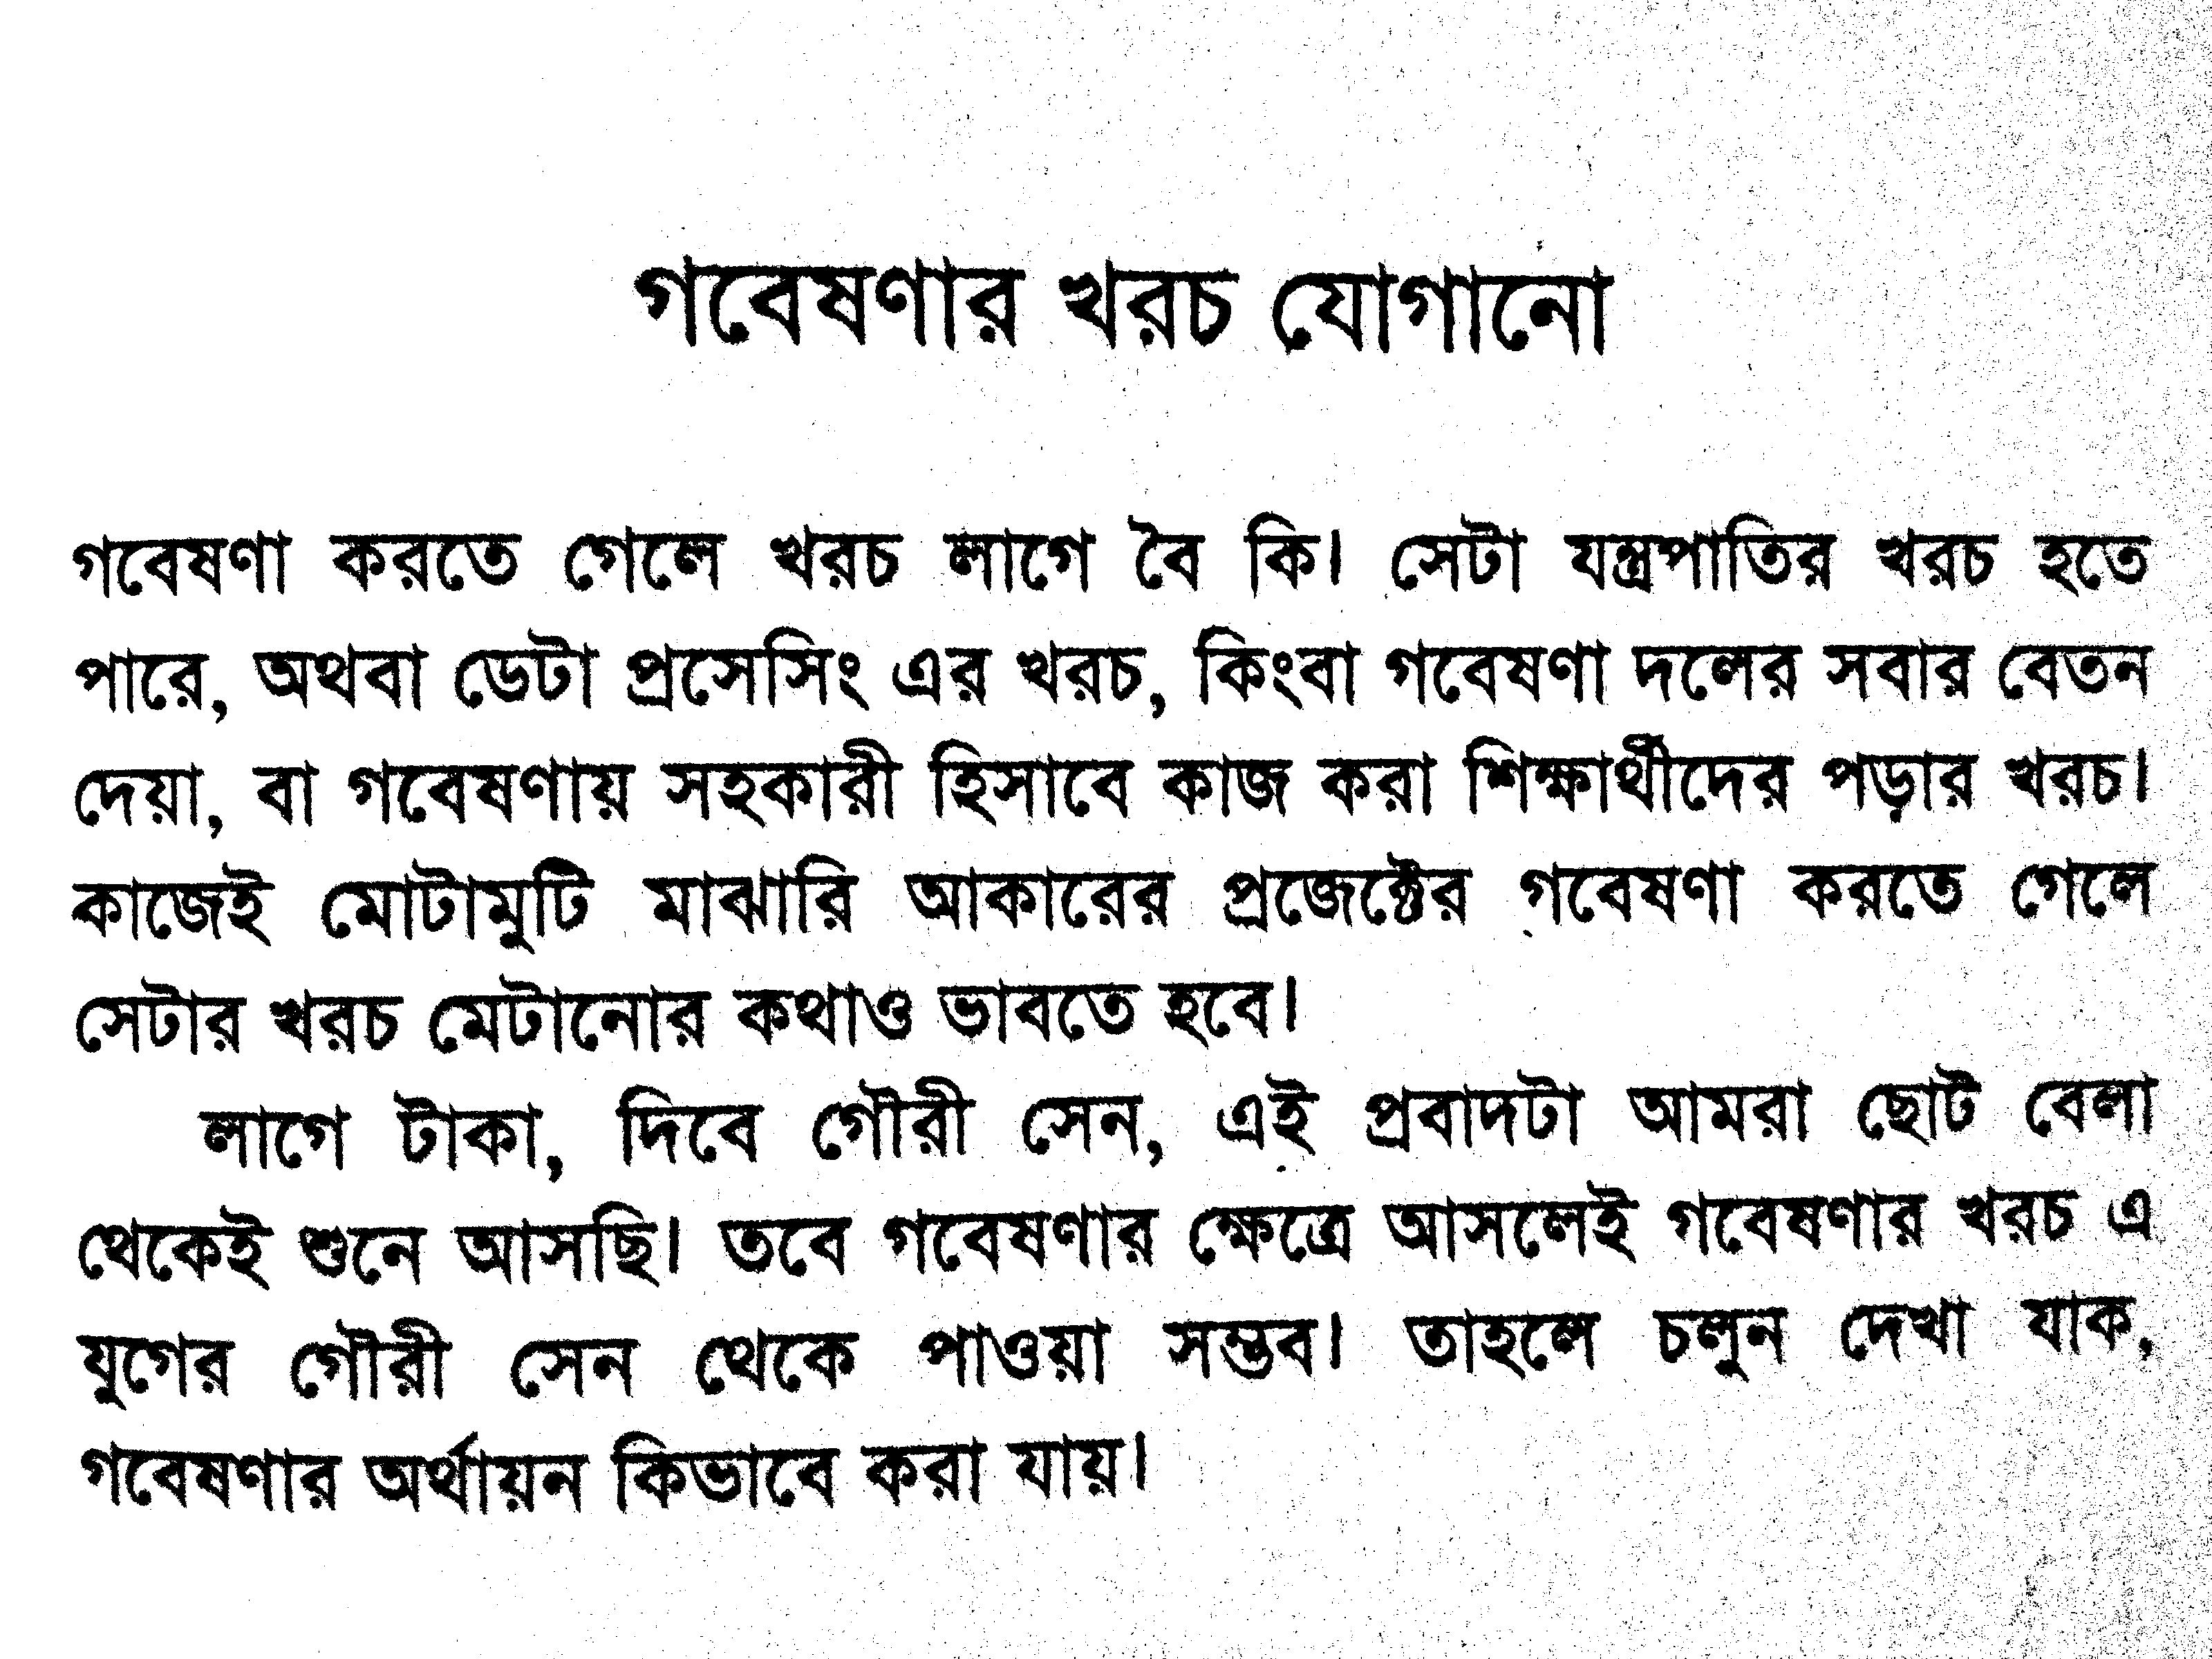 গবেষণার খরচ যোগানো
গবেষণা করতে গেলে খরচ লাগে বৈ কি। সেটা যন্ত্রপাতির খরচ হতে
পারে, অথবা ডেটা প্রসেসিং এর খরচ, কিংবা গবেষণা দলের সবার বেতন
দেয়া, বা গবেষণায় সহকারী হিসাবে কাজ করা শিক্ষার্থীদের পড়ার খরচ।
কাজেই মোটামুটি মাঝারি আকারের প্রজেক্টের গবেষণা করতে গেলে
সেটার খরচ মেটানোর কথাও ভাবতে হবে।
লাগে টাকা, দিবে গৌরী সেন, এই প্রবাদটা আমরা ছোট বেলা
থেকেই শুনে আসছি। তবে গবেষণার ক্ষেত্রে আসলেই গবেষণার খরচ এ
যুগের গৌরী সেন থেকে পাওয়া সম্ভব। তাহলে চলুন দেখা যাক,
গবেষণার অর্থায়ন কিভাবে করা যায়।